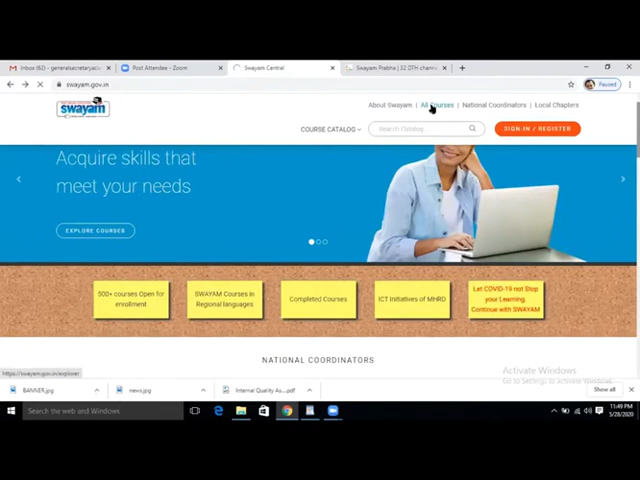 Inbox (62) - generalsecretary
Post Attendee - Zoom
Swayam Central
Swayam Prabha | 32 DTH chann
swayam.gov.in
Paused
swayam
About Swayam | All Courses | National Coordinators | Local Chapters
COURSE CATALOG
Search Catalog
SIGN-IN / REGISTER
Acquire skills that
meet your needs
EXPLORE COURSES
500+ courses Open for
enrollment
SWAYAM Courses in
Regional languages
Completed Courses
ICT Initiatives of MHRD
Let COVID-19 not Stop
your Learning.
Continue with SWAYAM
NATIONAL COORDINATORS
https://swayam.gov.in/explorer
Activate Windows
Go to Settings to activate Windows.
BANNER.jpg
news.jpg
Internal Quality As....pdf
Show all
Search the web and Windows
11:49 PM
5/28/2020